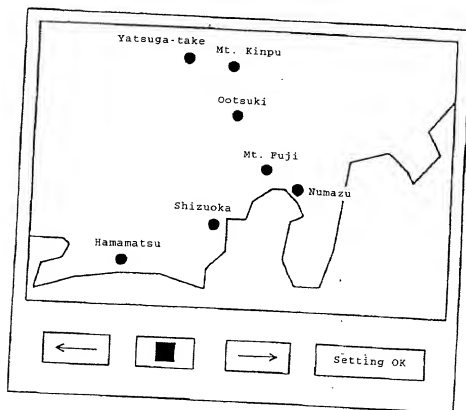 Yatsuga-take
Mt. Kinpu
Ootsuki
Mt. Fuji
Numazu
Shizuoka
Hamamatsu
Setting OK